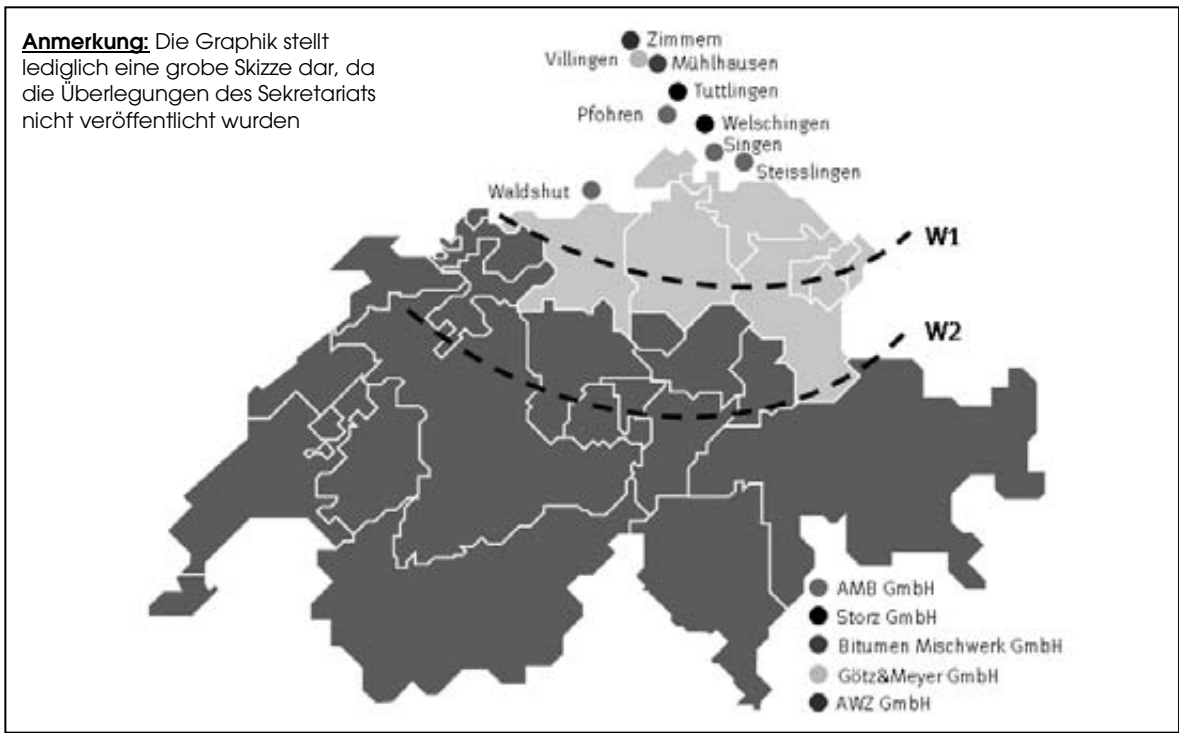 Anmerkung: Die Graphik stellt
lediglich eine grobe Skizze dar, da
die Überlegungen des Sekretariats
nicht veröffentlicht wurden
Zimmern
Villingen
Mühlhausen
Tuttlingen
Pfohren
Welschingen
Singen
Steisslingen
Waldshut
W1
W2
AMB GmbH
Storz GmbH
Bitumen Mischwerk GmbH
Götz&Meyer GmbH
AWZ GmbH